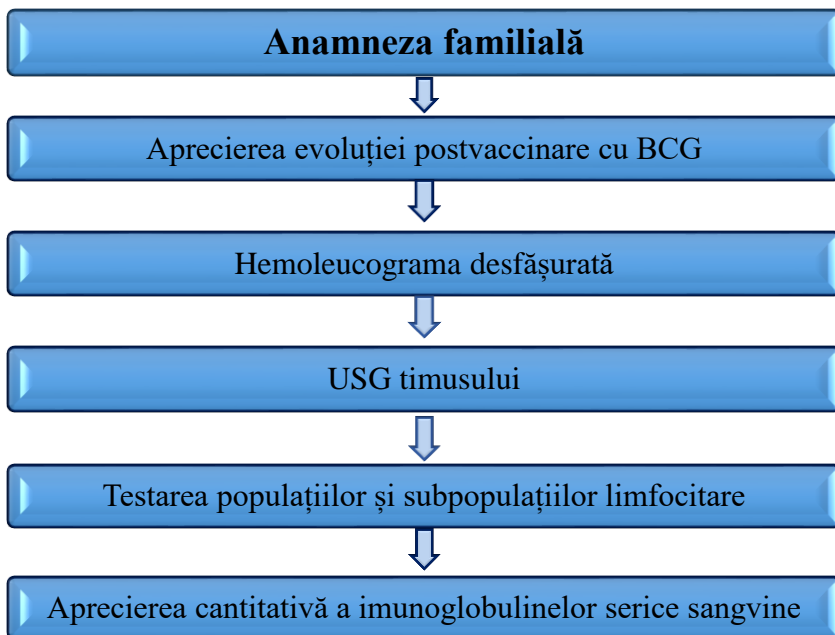 Anamneza familială
Aprecierea evoluției postvaccinare cu BCG
Hemoleucograma desfășurată
USG timusului
Testarea populațiilor și subpopulațiilor limfocitare
Aprecierea cantitativă a imunoglobulinelor serice sangvine